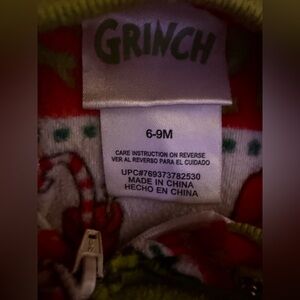 GRINCH
6-9M
CARE INSTRUCTION ON REVERSE
VER AL REVERSO PARA EL CUIDADO
UPC#769373782530
MADE IN CHINA
HECHO EN CHINA